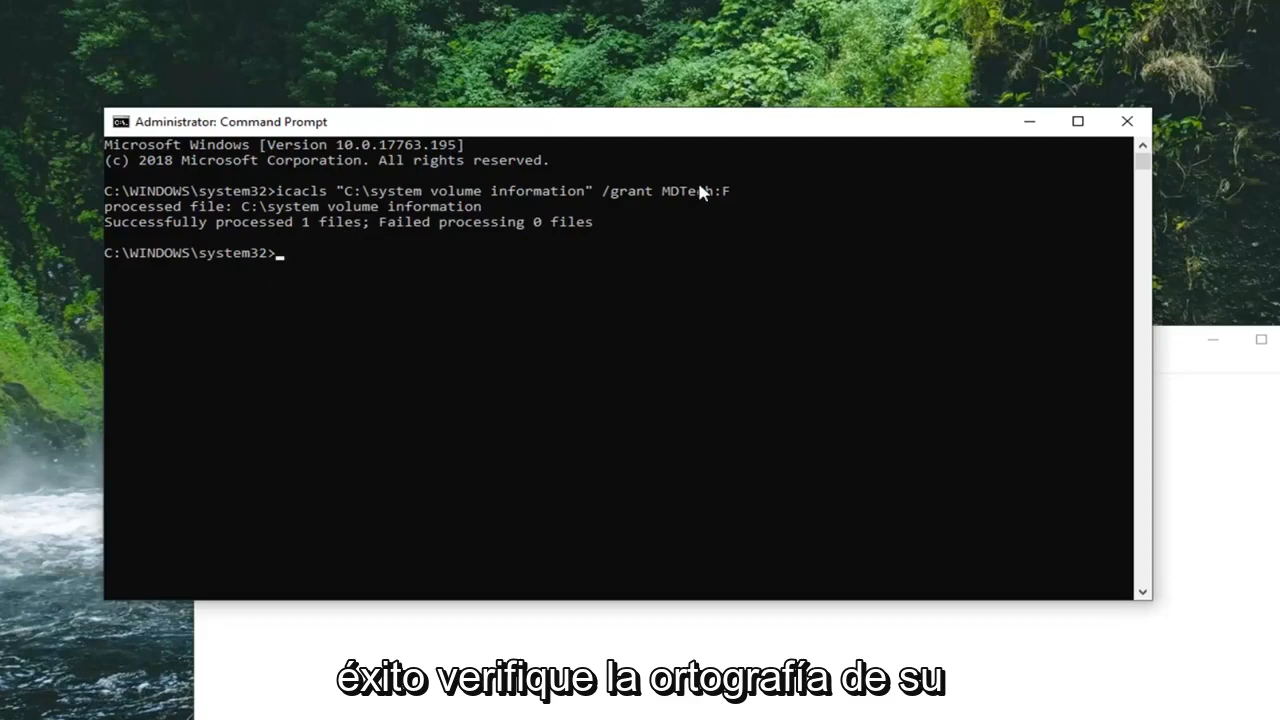 Administrator: Command Prompt
Microsoft Windows [Version 10.0.17763.195]
(c) 2018 Microsoft Corporation. All rights reserved.
C:\WINDOWS\system32>icacls "C:\system volume information" /grant MDTech:F
processed file: C:\system volume information
Successfully processed 1 files; Failed processing 0 files
C:\WINDOWS\system32>
éxito verifique la ortografía de su